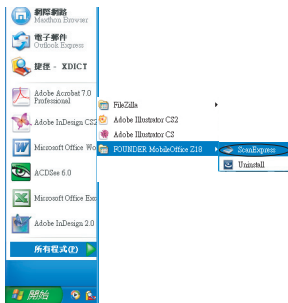 網際網路
Maxthon Browser
電子郵件
Outlook Express
捷徑 - XDICT
Adobe Acrobat 7.0
Professional
Adobe InDesign CS2
Microsoft Office Wo
ACDSee 6.0
Microsoft Office Exc
Adobe InDesign 2.0
所有程式(P)
開始
FileZilla
Adobe Illustrator CS2
Adobe Illustrator CS
FOUNDER MobileOffice Z18
ScanExpress
Uninstall